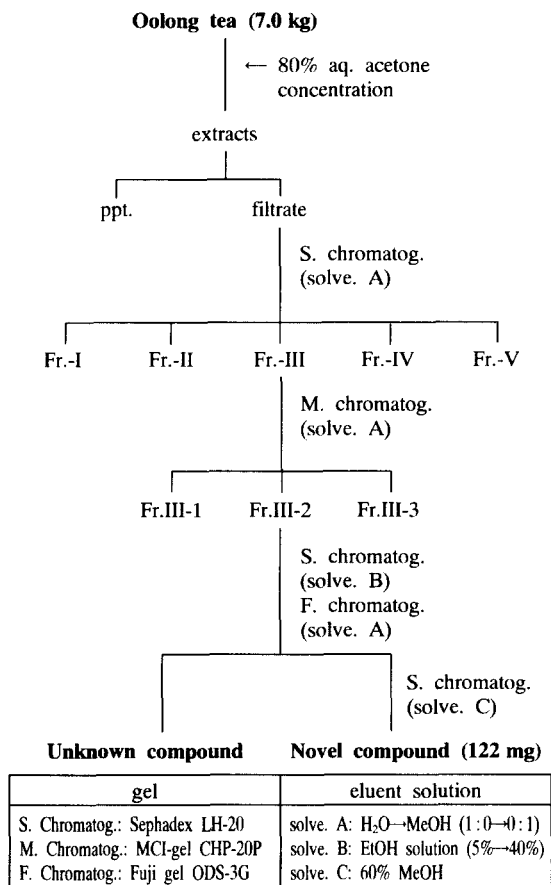 Oolong tea (7.0 kg)
← 80% aq. acetone
concentration
extracts
ppt. filtrate
S. chromatog.
(solve. A)
Fr.-I Fr.-II Fr.-III Fr.-IV Fr.-V
M. chromatog.
(solve. A)
Fr.III-1 Fr.III-2 Fr.III-3
S. chromatog.
(solve. B)
F. chromatog.
(solve. A)
S. chromatog.
(solve. C)
Unknown compound Novel compound (122 mg)
gel eluent solution
S. Chromatog.: Sephadex LH-20 solve. A: H₂O→MeOH (1:0→0:1)
M. Chromatog.: MCI-gel CHP-20P solve. B: EtOH solution (5%→40%)
F. Chromatog.: Fuji gel ODS-3G solve. C: 60% MeOH